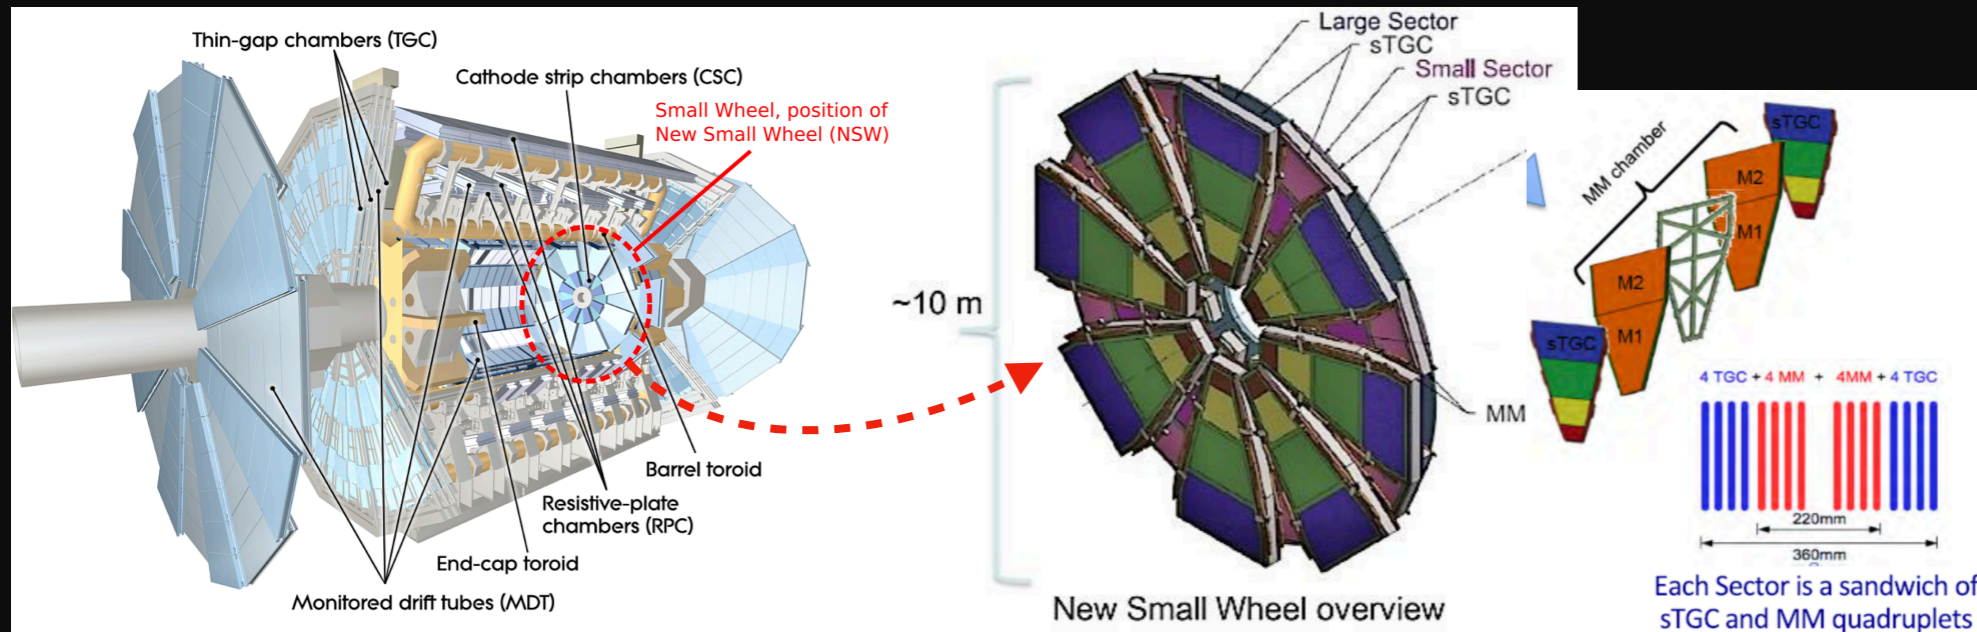 Thin-gap chambers (TGC)
Cathode strip chambers (CSC)
Small Wheel, position of
New Small Wheel (NSW)
Barrel toroid
Resistive-plate
chambers (RPC)
End-cap toroid
Monitored drift tubes (MDT)
~10 m
Large Sector
sTGC
Small Sector
sTGC
MM
New Small Wheel overview
MM chamber
sTGC
M2
M1
M2
M1
sTGC
4 TGC + 4 MM + 4MM + 4 TGC
220mm
360mm
Each Sector is a sandwich of
sTGC and MM quadruplets